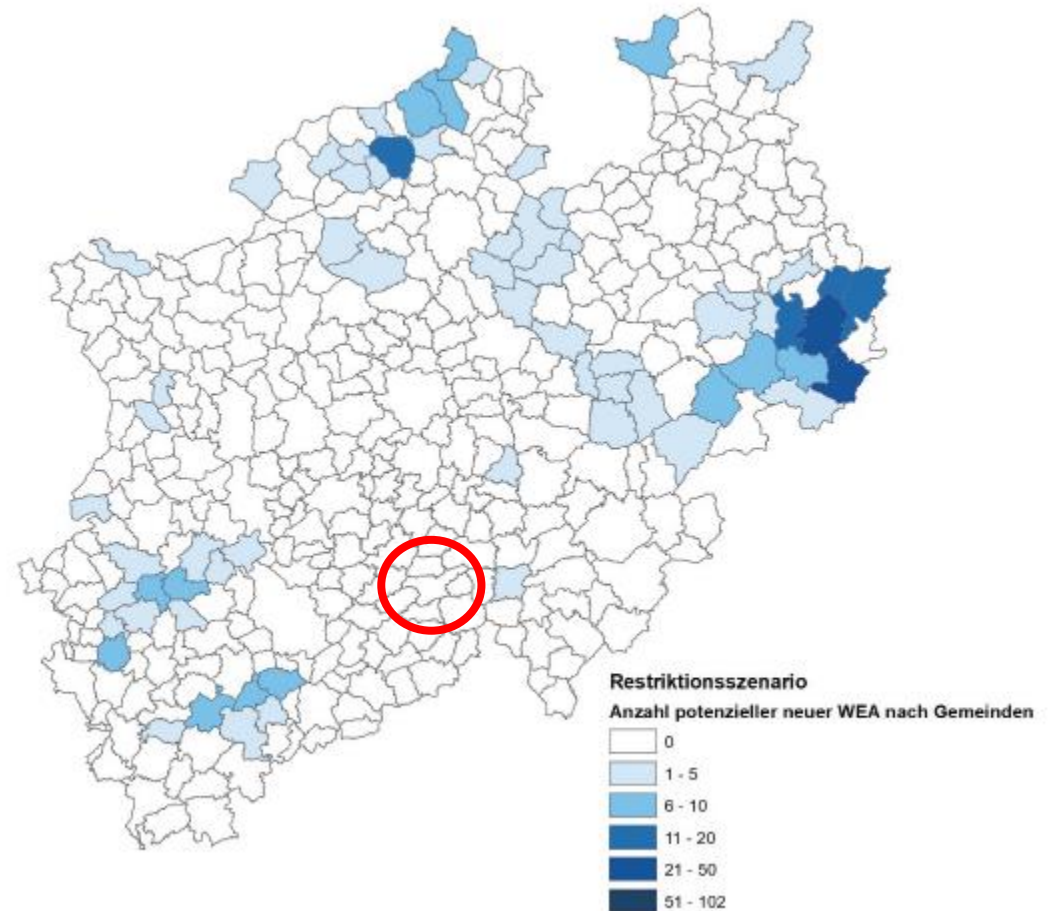 Restriktionsszenario
Anzahl potenzieller neuer WEA nach Gemeinden
0
1 - 5
6 - 10
11 - 20
21 - 50
51 - 102